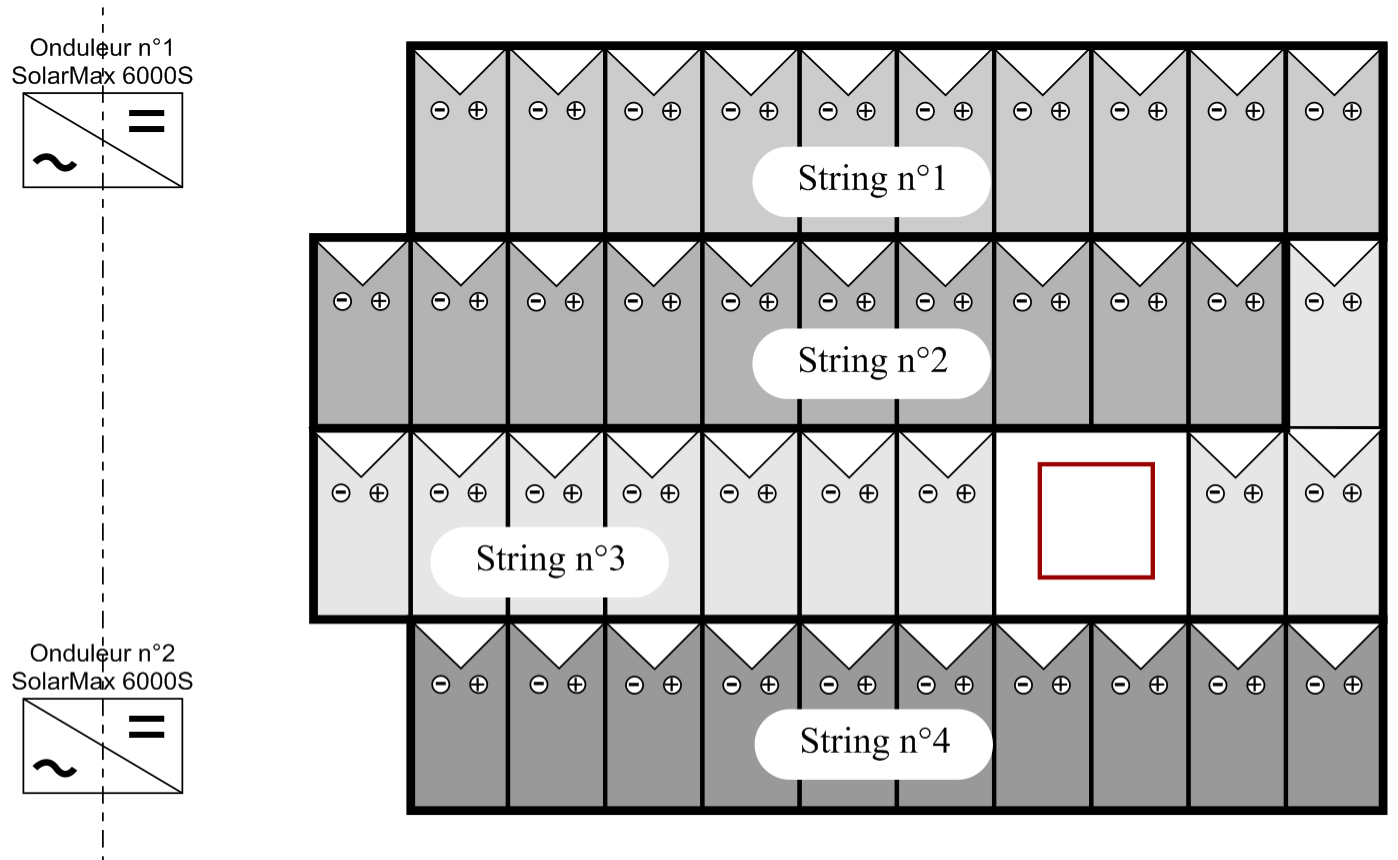 Onduleur n°1
SolarMax 6000S
String n°1
String n°2
String n°3
Onduleur n°2
SolarMax 6000S
String n°4